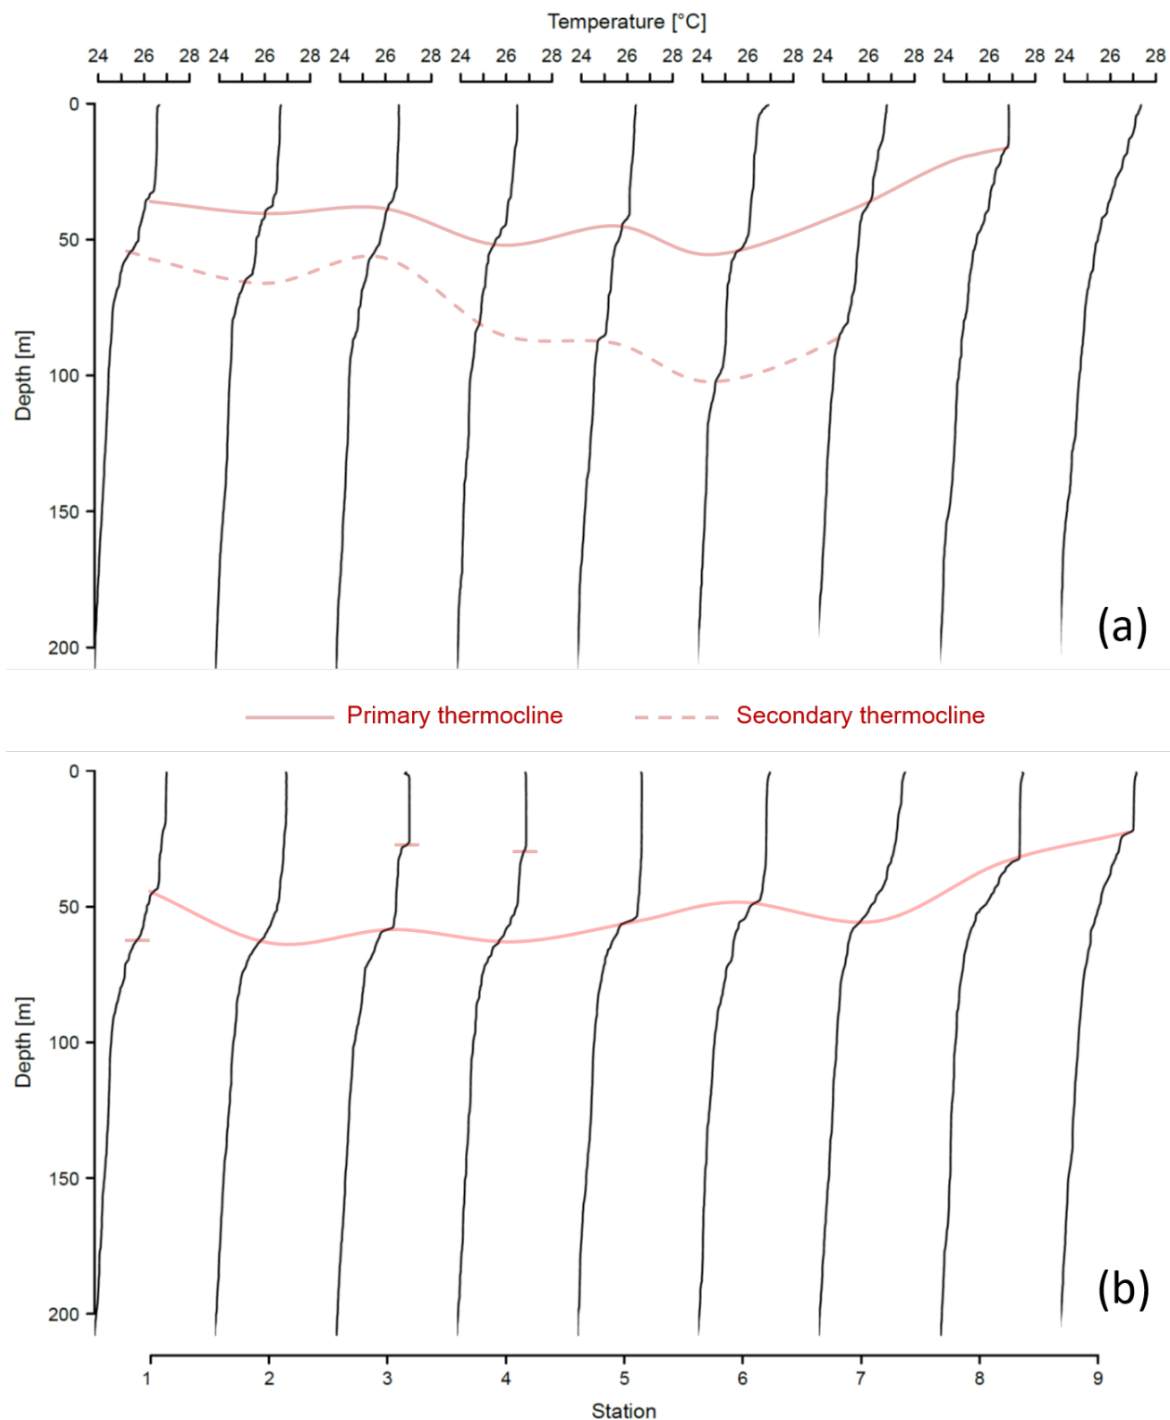 Temperature [°C]
24 26 28 24 26 28 24 26 28 24 26 28 24 26 28 24 26 28 24 26 28 24 26 28 24 26 28
0
50
100
150
200
Depth [m]
(a)
Primary thermocline Secondary thermocline
0
50
100
150
200
Depth [m]
(b)
1 2 3 4 5 6 7 8 9
Station